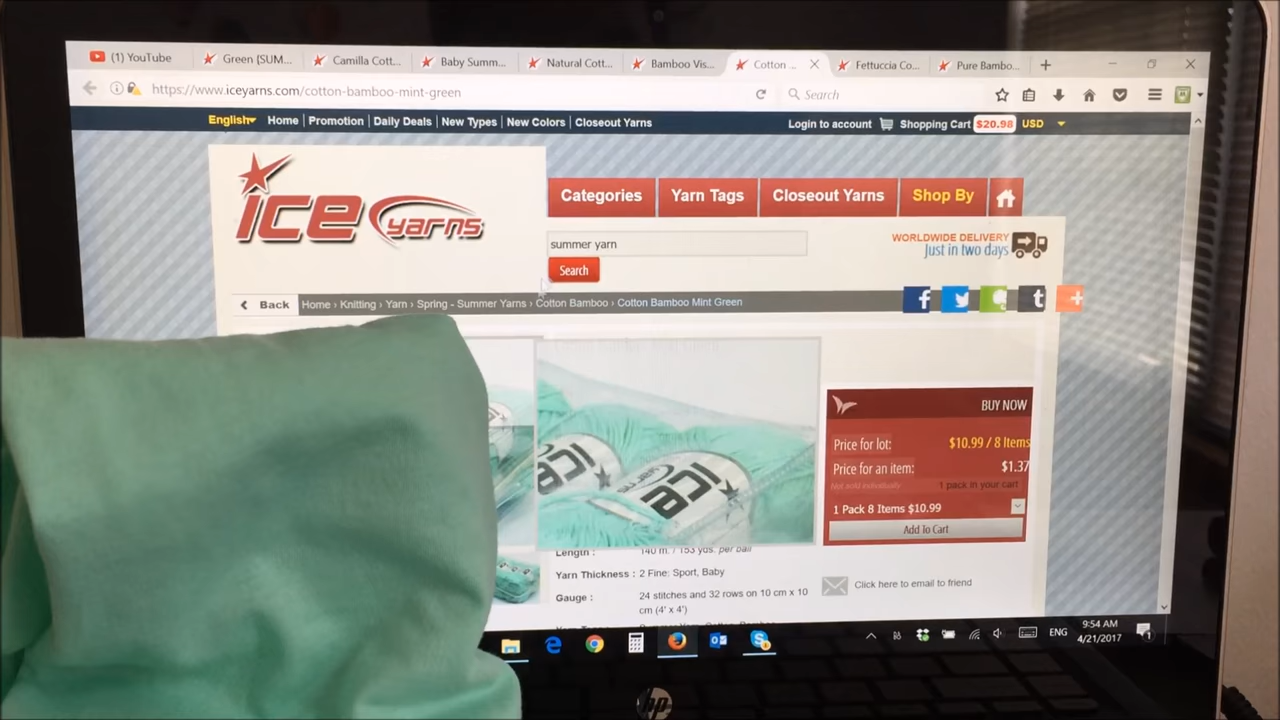 (1) YouTube
Green [SUM...
Camilla Cott...
Baby Summ...
Natural Cott...
Bamboo Vis...
Cotton ...
Fettuccia Co...
Pure Bambo...
https://www.iceyarns.com/cotton-bamboo-mint-green
Search
English
Home | Promotion | Daily Deals | New Types | New Colors | Closeout Yarns
Login to account
Shopping Cart $20.98 USD
ice yarns
Categories
Yarn Tags
Closeout Yarns
Shop By
summer yarn
Search
WORLDWIDE DELIVERY
Just in two days
Back
Home › Knitting › Yarn › Spring - Summer Yarns › Cotton Bamboo › Cotton Bamboo Mint Green
f
t
+
ice
ice
yarns
BUY NOW
Price for lot: $10.99 / 8 Items
Price for an item: $1.37
Not sold individually
1 pack in your cart
1 Pack 8 Items $10.99
Add To Cart
Length : 140 m. / 153 yds. per ball
Yarn Thickness : 2 Fine: Sport, Baby
Gauge : 24 stitches and 32 rows on 10 cm x 10
cm (4' x 4')
Click here to email to friend
ENG
9:54 AM
4/21/2017
hp